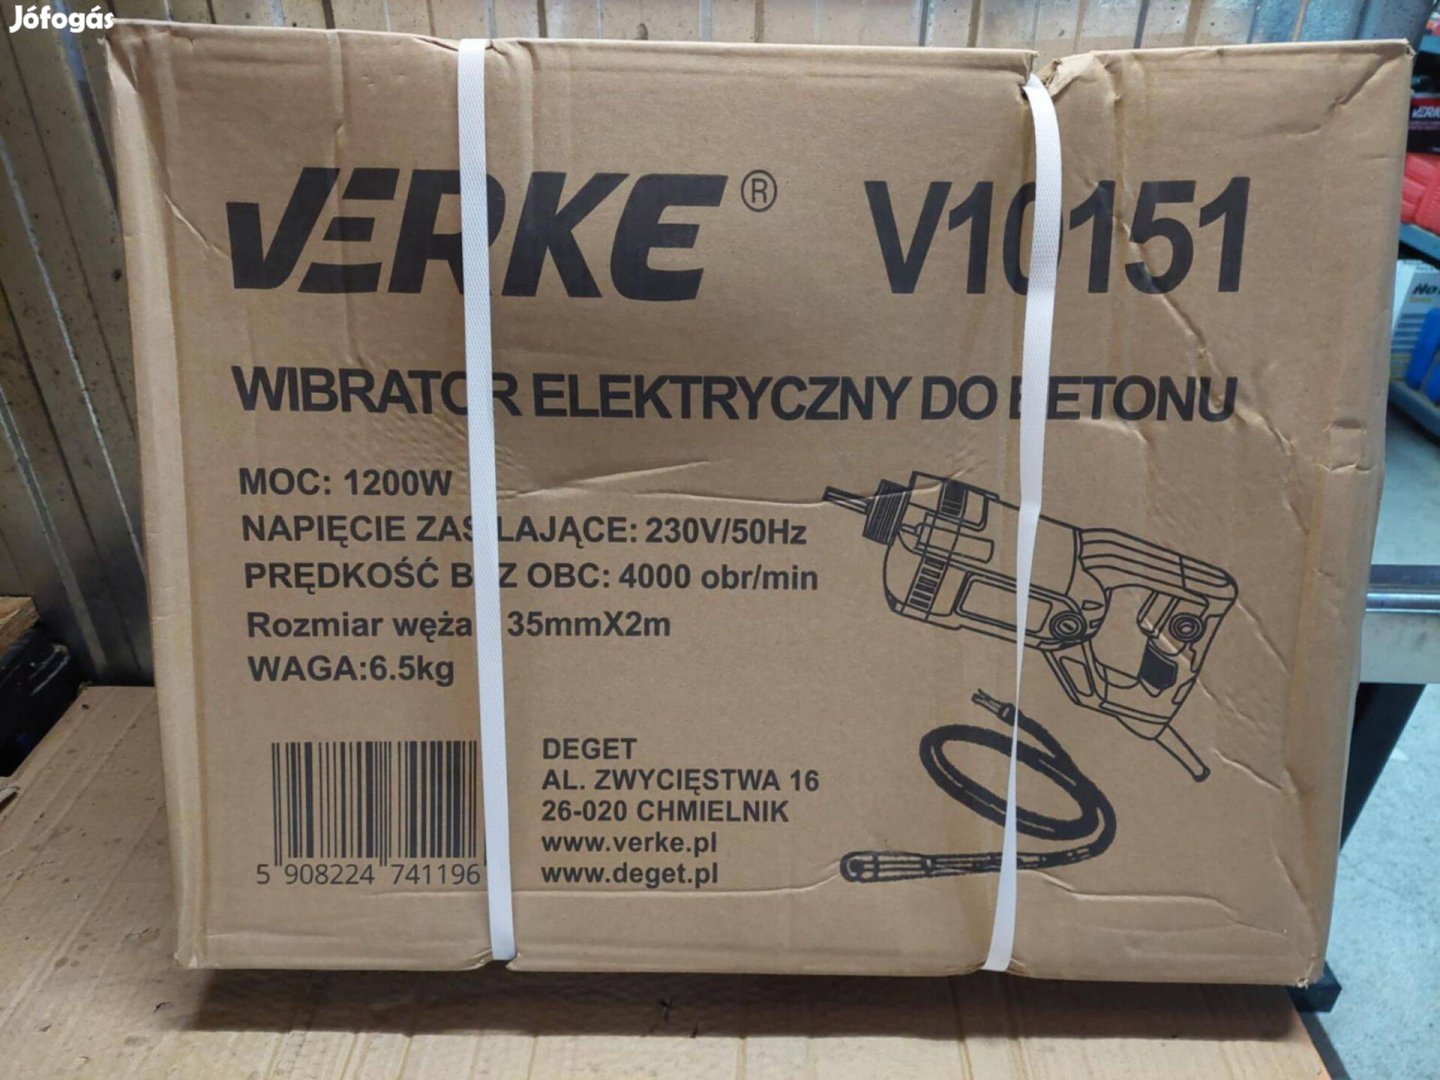 Jófogás
VERKE® V10151
WIBRATOR ELEKTRYCZNY DO BETONU
MOC: 1200W
NAPIĘCIE ZASILAJĄCE: 230V/50Hz
PRĘDKOŚĆ BEZ OBC: 4000 obr/min
Rozmiar węża 35mmX2m
WAGA:6.5kg
DEGET
AL. ZWYCIĘSTWA 16
26-020 CHMIELNIK
www.verke.pl
www.deget.pl
5 908224 741196